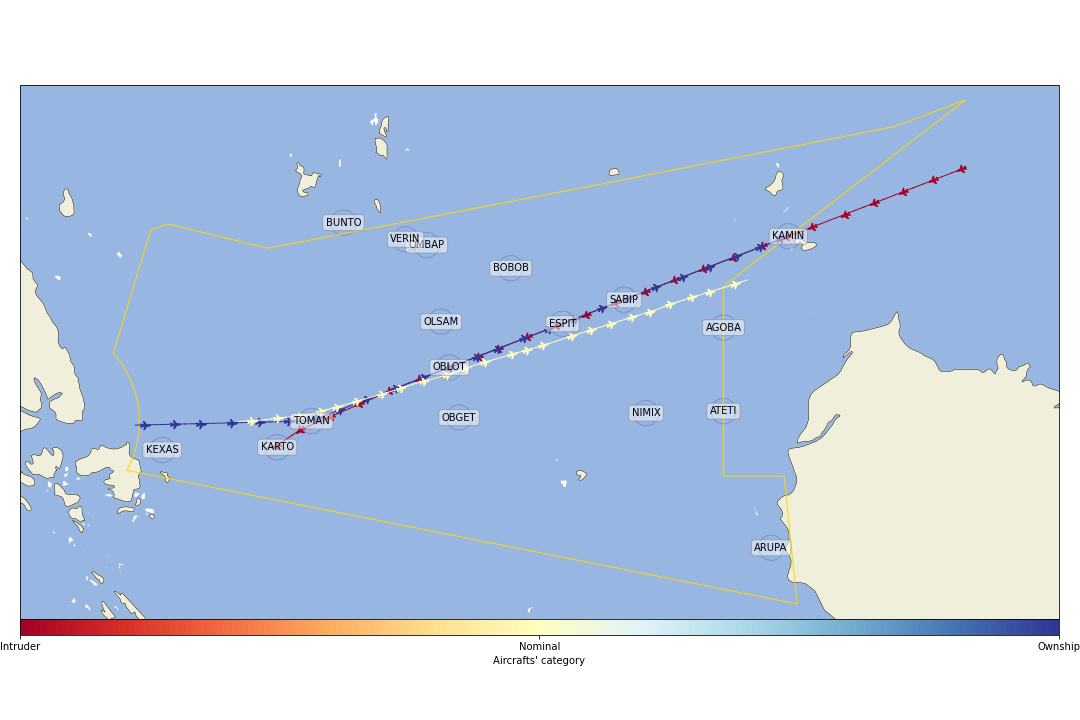 BUNTO
KAMIN
VERIN
OMBAP
BOBOB
SABIP
OLSAM
ESPIT
AGOBA
OBLOT
OBGET
NIMIX
ATETI
TOMAN
KARTO
KEXAS
ARUPA
Intruder
Nominal
Ownship
Aircrafts' category